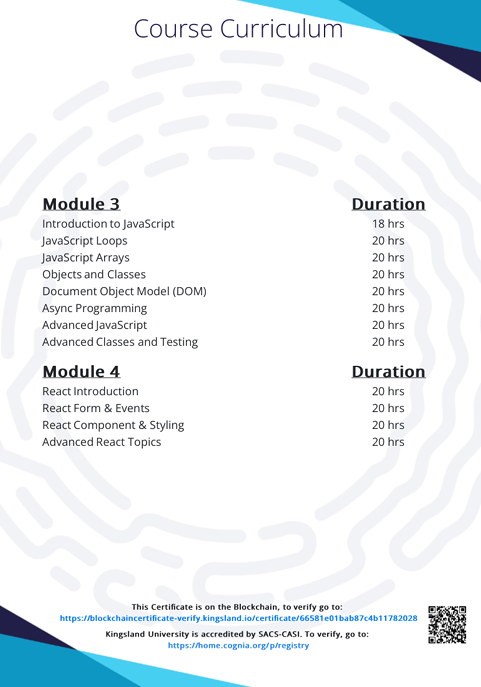 Course Curriculum
Module 3 Duration
Introduction to JavaScript 18 hrs
JavaScript Loops 20 hrs
JavaScript Arrays 20 hrs
Objects and Classes 20 hrs
Document Object Model (DOM) 20 hrs
Async Programming 20 hrs
Advanced JavaScript 20 hrs
Advanced Classes and Testing 20 hrs
Module 4 Duration
React Introduction 20 hrs
React Form & Events 20 hrs
React Component & Styling 20 hrs
Advanced React Topics 20 hrs
This Certificate is on the Blockchain, to verify go to:
https://blockchaincertificate-verify.kingsland.io/certificate/66581e01bab87c4b11782028
Kingsland University is accredited by SACS-CASI. To verify, go to:
https://home.cognia.org/p/registry